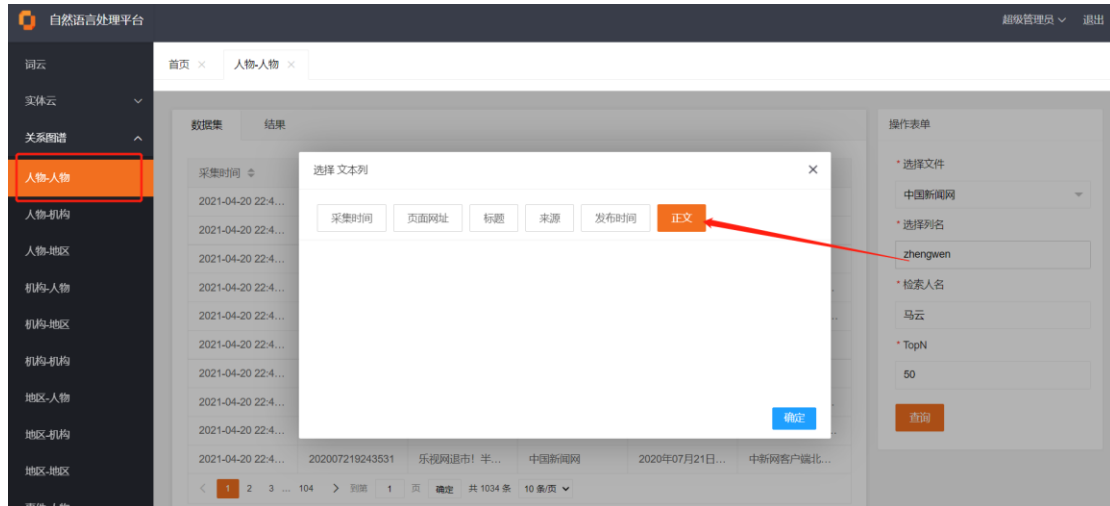 自然语言处理平台
超级管理员 退出
词云
实体云
关系图谱
人物-人物
人物-机构
人物-地区
机构-人物
机构-地区
机构-机构
地区-人物
地区-机构
地区-地区
首页 × 人物-人物 ×
数据集 结果
采集时间
2021-04-20 22:4...
2021-04-20 22:4...
2021-04-20 22:4...
2021-04-20 22:4...
2021-04-20 22:4...
2021-04-20 22:4...
2021-04-20 22:4...
2021-04-20 22:4...
2021-04-20 22:4...
2021-04-20 22:4... 202007219243531 乐视网退市！半... 中国新闻网 2020年07月21日... 中新网客户端北...
1 2 3 ... 104 到第 1 页 确定 共 1034 条 10 条/页
选择 文本列
采集时间 页面网址 标题 来源 发布时间 正文
确定
操作表单
* 选择文件
中国新闻网
* 选择列名
zhengwen
* 检索人名
马云
* TopN
50
查询